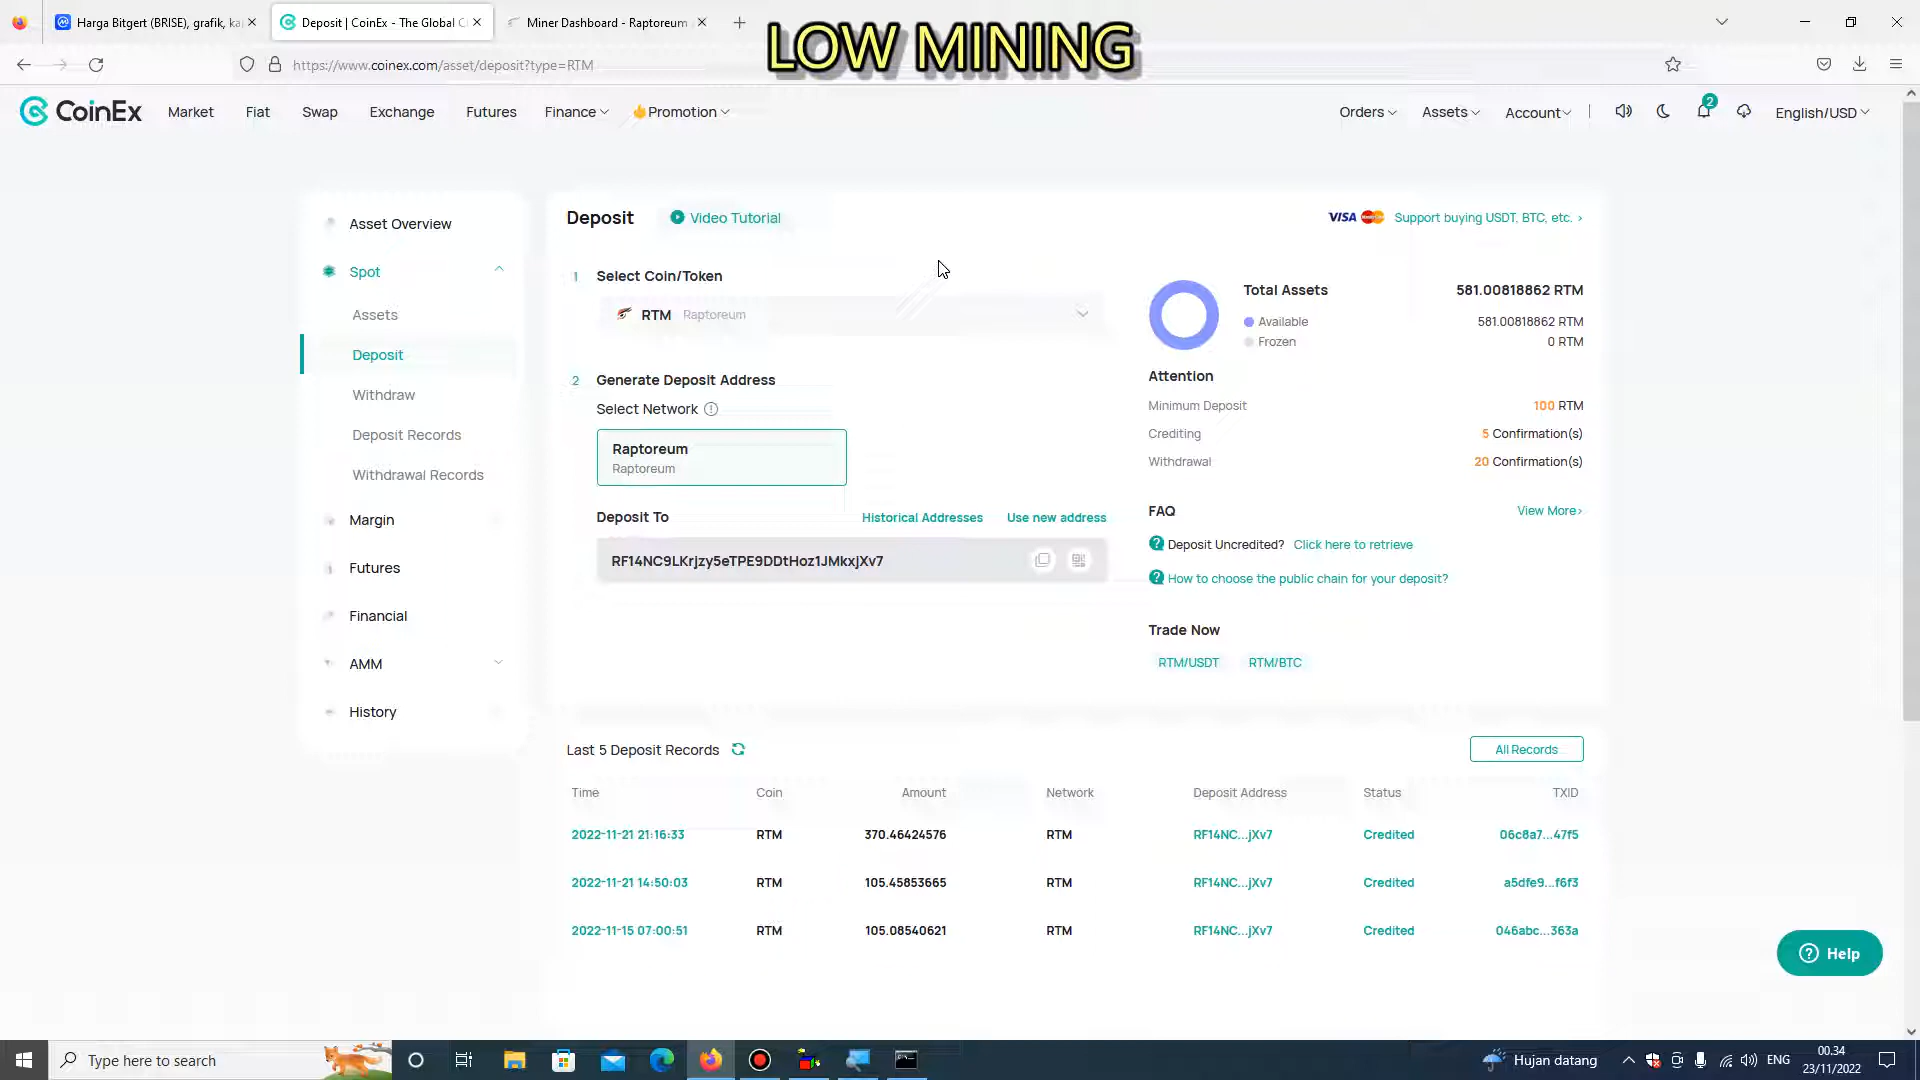 Harga Bitgert (BRISE), grafik, ka
Deposit | CoinEx - The Global C
Miner Dashboard - Raptoreum
LOW MINING
https://www.coinex.com/asset/deposit?type=RTM
CoinEx
Market
Fiat
Swap
Exchange
Futures
Finance
Promotion
Orders
Assets
Account
2
English/USD
Asset Overview
Spot
Assets
Deposit
Withdraw
Deposit Records
Withdrawal Records
Margin
Futures
Financial
AMM
History
Deposit
Video Tutorial
VISA
Support buying USDT, BTC, etc. >
1 Select Coin/Token
RTM Raptoreum
2 Generate Deposit Address
Select Network
Raptoreum
Raptoreum
Deposit To
Historical Addresses
Use new address
RF14NC9LKrjzy5eTPE9DDtHoz1JMkxjXv7
Total Assets 581.00818862 RTM
Available 581.00818862 RTM
Frozen 0 RTM
Attention
Minimum Deposit 100 RTM
Crediting 5 Confirmation(s)
Withdrawal 20 Confirmation(s)
FAQ View More>
Deposit Uncredited? Click here to retrieve
How to choose the public chain for your deposit?
Trade Now
RTM/USDT RTM/BTC
Last 5 Deposit Records
All Records
Time Coin Amount Network Deposit Address Status TXID
2022-11-21 21:16:33 RTM 370.46424576 RTM RF14NC...jXv7 Credited 06c8a7...47f5
2022-11-21 14:50:03 RTM 105.45853665 RTM RF14NC...jXv7 Credited a5dfe9...f6f3
2022-11-15 07:00:51 RTM 105.08540621 RTM RF14NC...jXv7 Credited 046abc...363a
Help
Type here to search
Hujan datang
ENG
00.34
23/11/2022